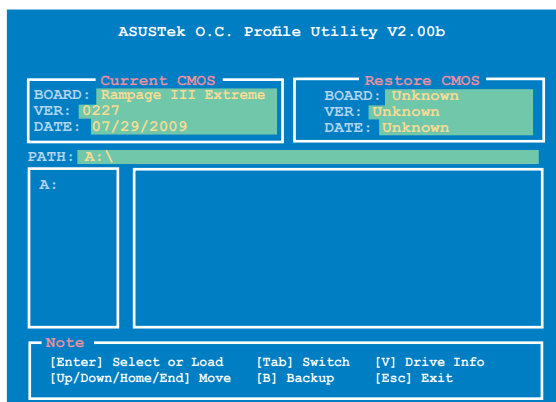 ASUSTek O.C. Profile Utility V2.00b
Current CMOS
BOARD: Rampage III Extreme
VER: 0227
DATE: 07/29/2009
Restore CMOS
BOARD: Unknown
VER: Unknown
DATE: Unknown
PATH: A:\
A:
Note
[Enter] Select or Load [Tab] Switch [V] Drive Info
[Up/Down/Home/End] Move [B] Backup [Esc] Exit